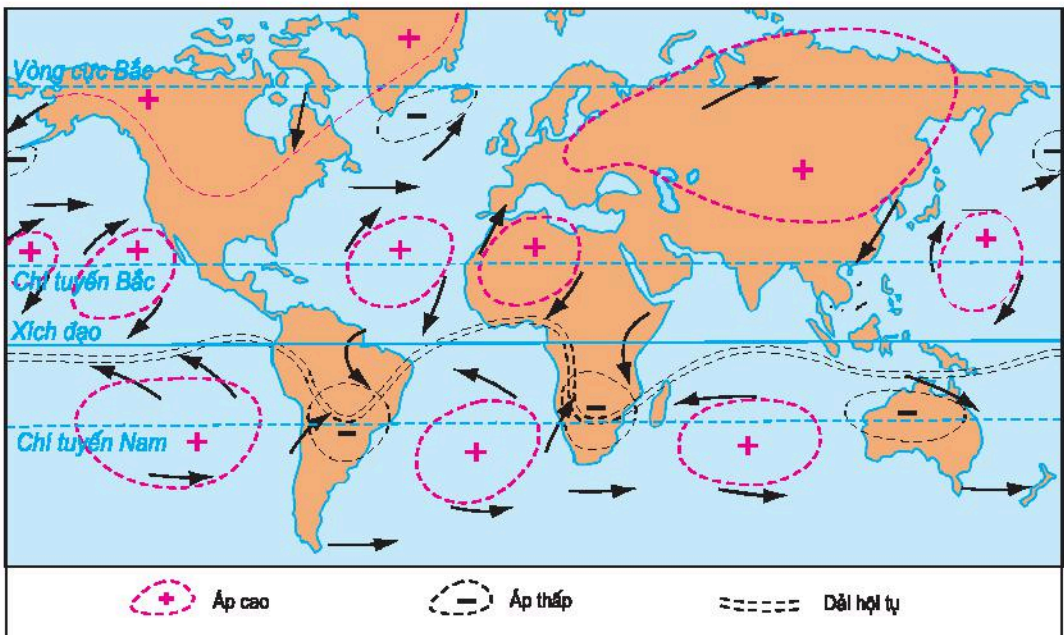 Vòng cực Bắc
Chí tuyến Bắc
Xích đạo
Chí tuyến Nam
Áp cao
Áp thấp
Dải hội tụ